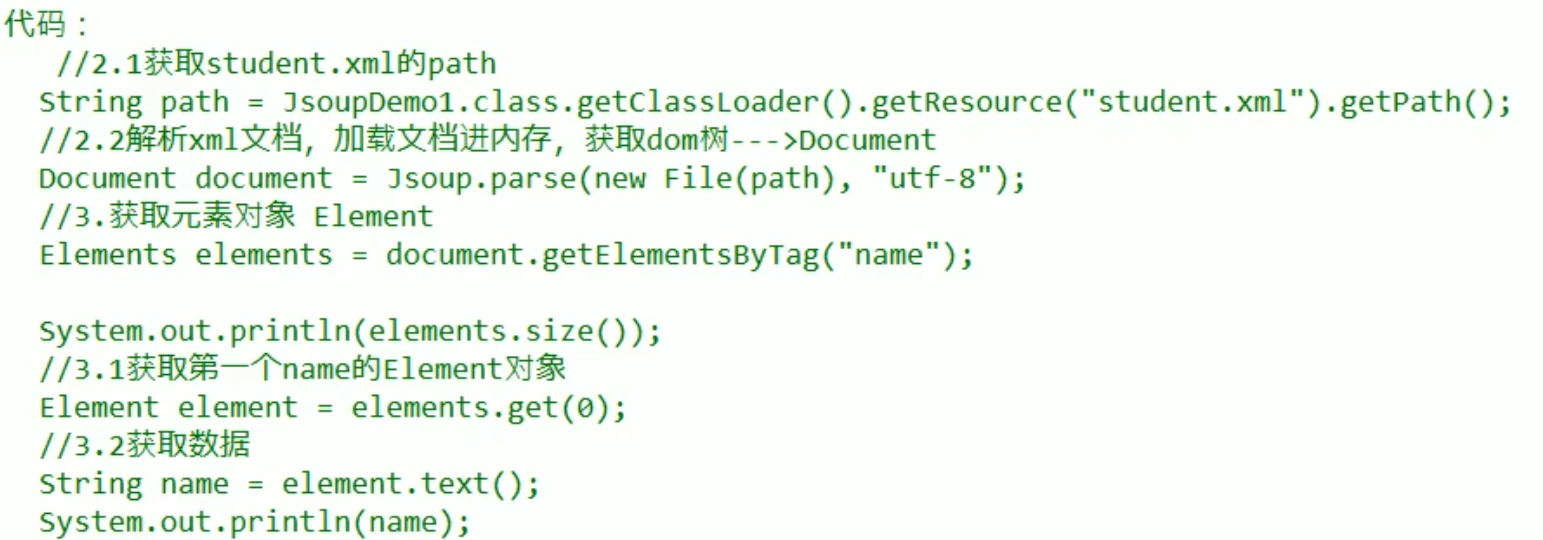 代码：
//2.1获取student.xml的path
String path = JsoupDemo1.class.getClassLoader().getResource("student.xml").getPath();
//2.2解析xml文档，加载文档进内存，获取dom树--->Document
Document document = Jsoup.parse(new File(path), "utf-8");
//3.获取元素对象 Element
Elements elements = document.getElementsByTag("name");
System.out.println(elements.size());
//3.1获取第一个name的Element对象
Element element = elements.get(0);
//3.2获取数据
String name = element.text();
System.out.println(name);